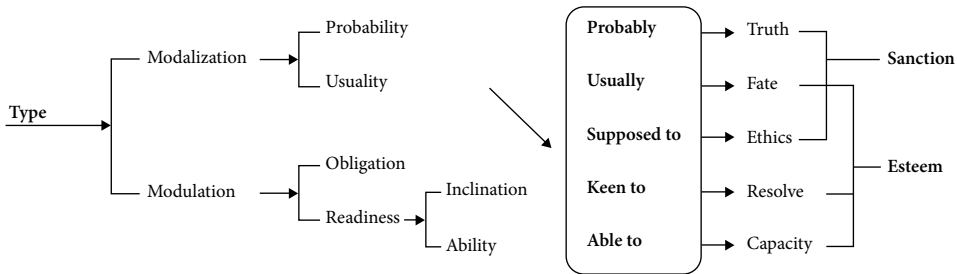 Type
Modalization
Probability
Usuality
Modulation
Obligation
Readiness
Inclination
Ability
Probably
Truth
Usually
Fate
Supposed to
Ethics
Keen to
Resolve
Able to
Capacity
Sanction
Esteem